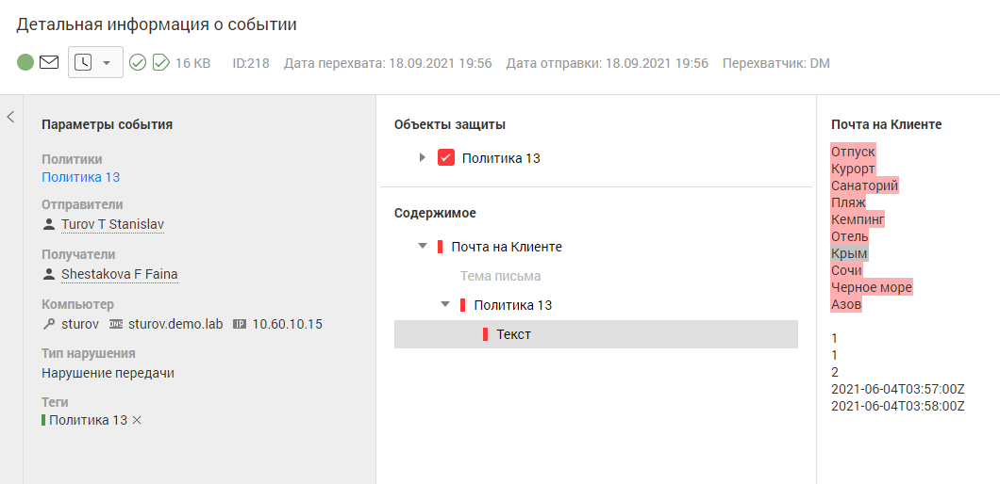 Детальная информация о событии
16 KB ID:218 Дата перехвата: 18.09.2021 19:56 Дата отправки: 18.09.2021 19:56 Перехватчик: DM
Параметры события
Политики
Политика 13
Отправители
Turov T Stanislav
Получатели
Shestakova F Faina
Компьютер
sturov DNS sturov.demo.lab IP 10.60.10.15
Тип нарушения
Нарушение передачи
Теги
Политика 13
Объекты защиты
Политика 13
Содержимое
Почта на Клиенте
Тема письма
Политика 13
Текст
Почта на Клиенте
Отпуск
Курорт
Санаторий
Пляж
Кемпинг
Отель
Крым
Сочи
Черное море
Азов
1
1
2
2021-06-04T03:57:00Z
2021-06-04T03:58:00Z